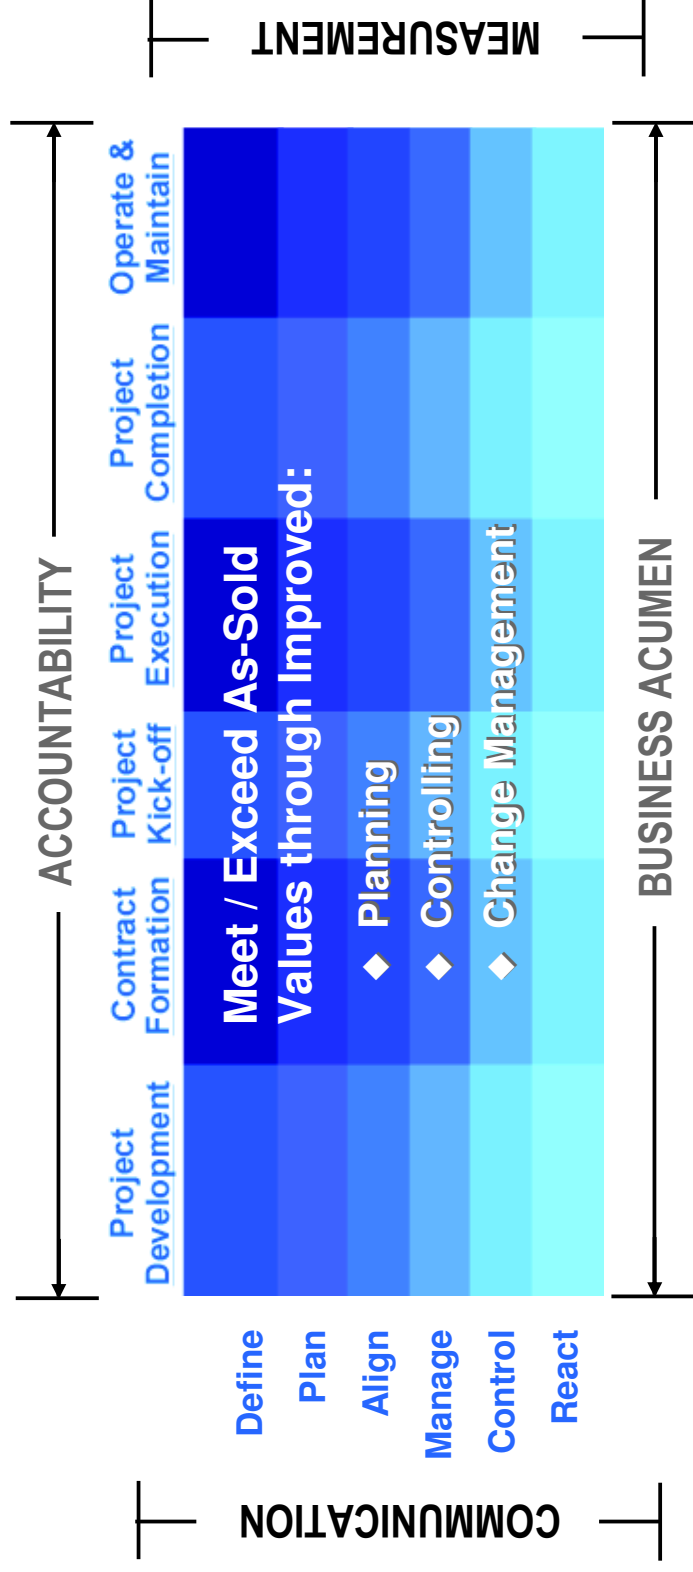 ACCOUNTABILITY
Project
Development
Contract
Formation
Project
Kick-off
Project
Execution
Project
Completion
Operate &
Maintain
COMMUNICATION
Define
Plan
Align
Manage
Control
React
Meet / Exceed As-Sold
Values through Improved:
◆ Planning
◆ Controlling
◆ Change Management
MEASUREMENT
BUSINESS ACUMEN